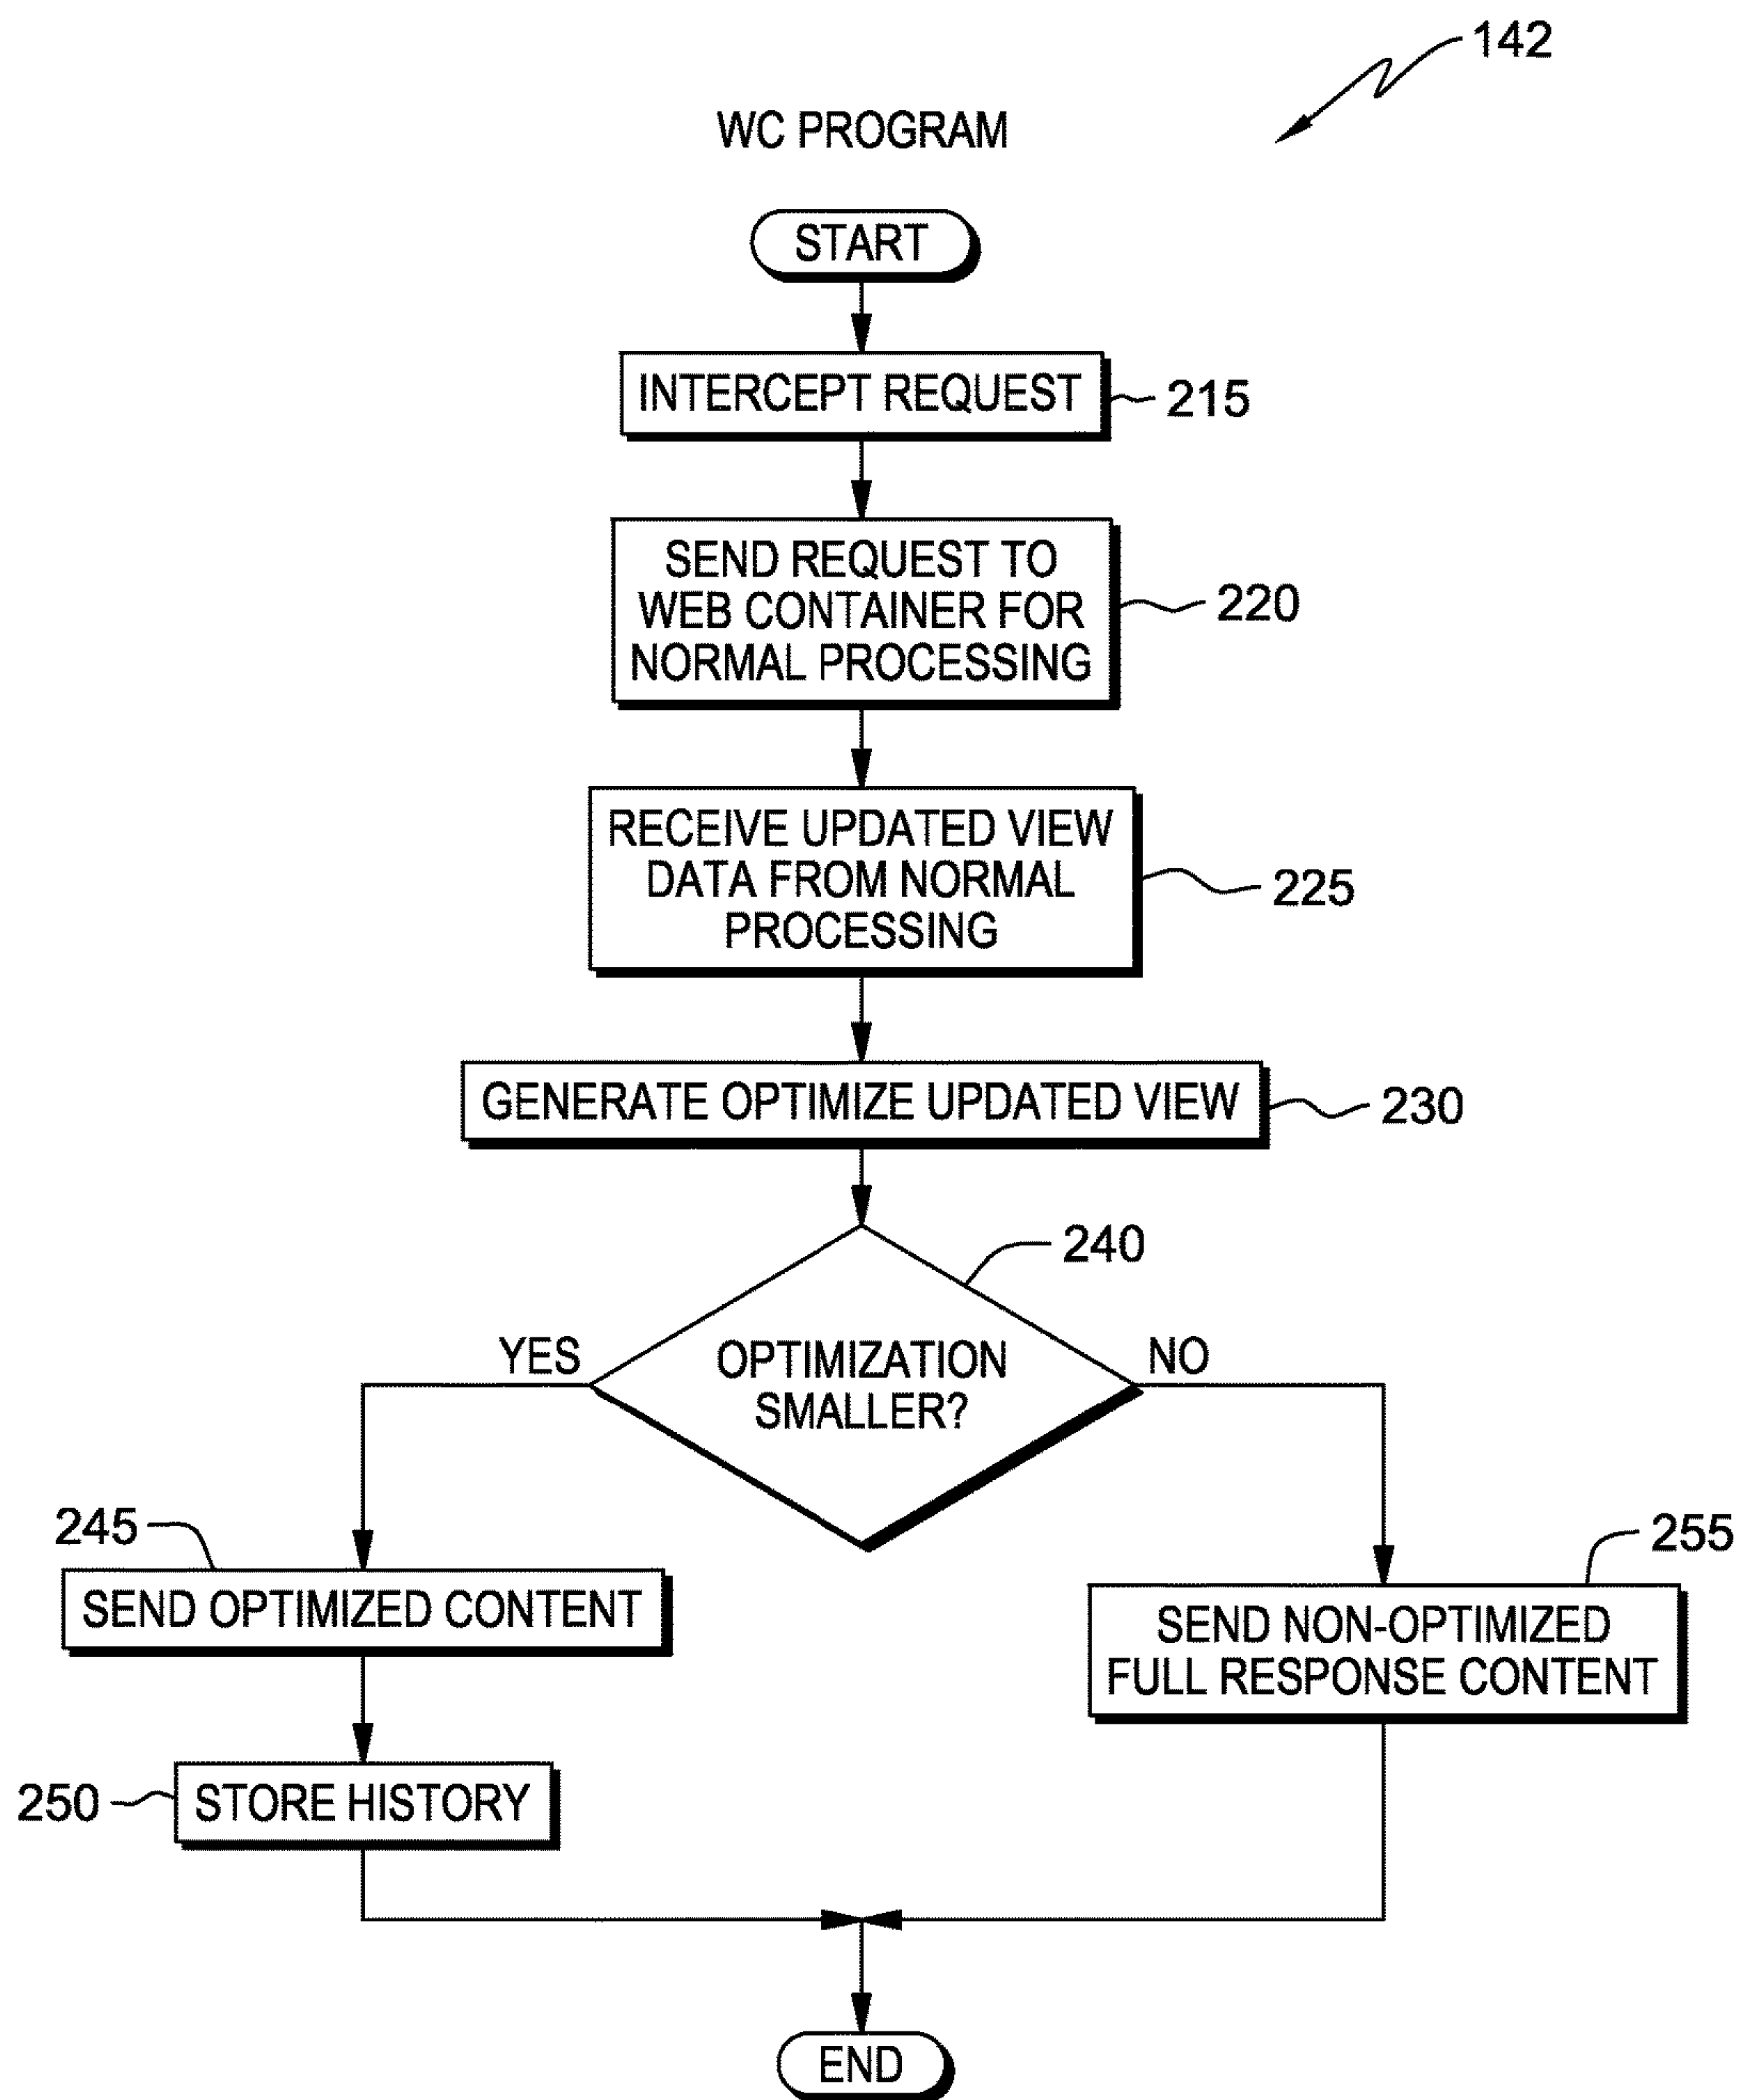 142
WC PROGRAM
START
INTERCEPT REQUEST
215
SEND REQUEST TO
WEB CONTAINER FOR
NORMAL PROCESSING
220
RECEIVE UPDATED VIEW
DATA FROM NORMAL
PROCESSING
225
GENERATE OPTIMIZE UPDATED VIEW
230
240
OPTIMIZATION
SMALLER?
YES
NO
245
SEND OPTIMIZED CONTENT
255
SEND NON-OPTIMIZED
FULL RESPONSE CONTENT
250
STORE HISTORY
END